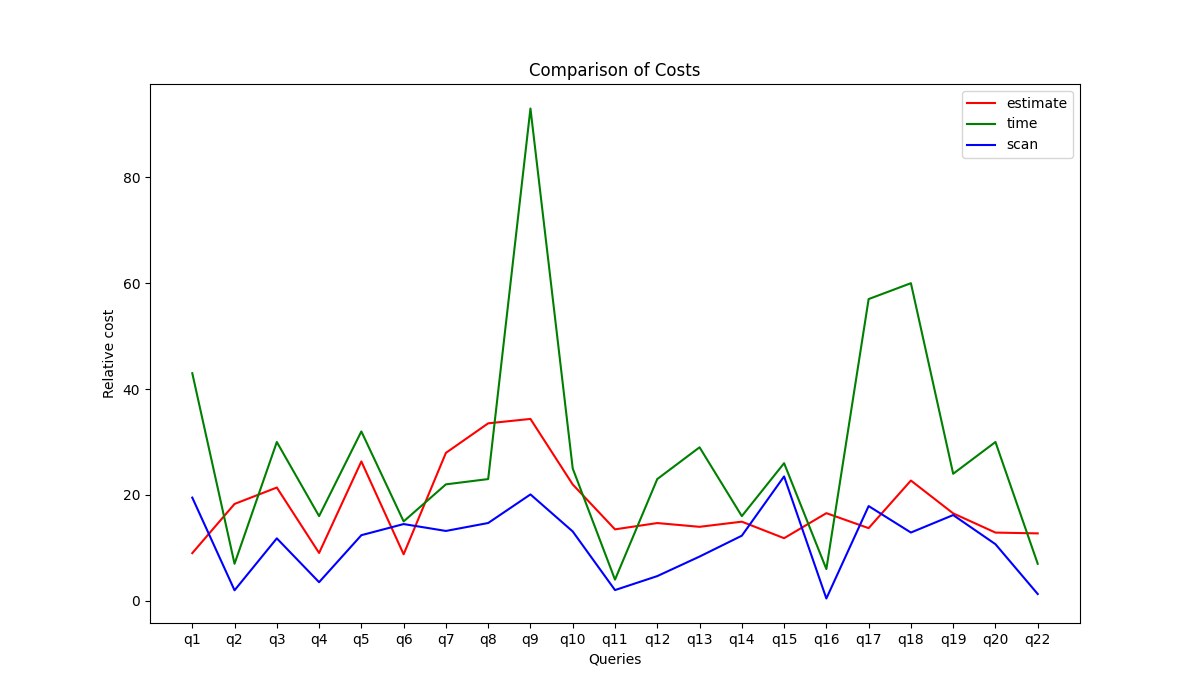 Comparison of Costs
estimate
time
scan
80
60
40
20
0
Relative cost
q1 q2 q3 q4 q5 q6 q7 q8 q9 q10 q11 q12 q13 q14 q15 q16 q17 q18 q19 q20 q22
Queries